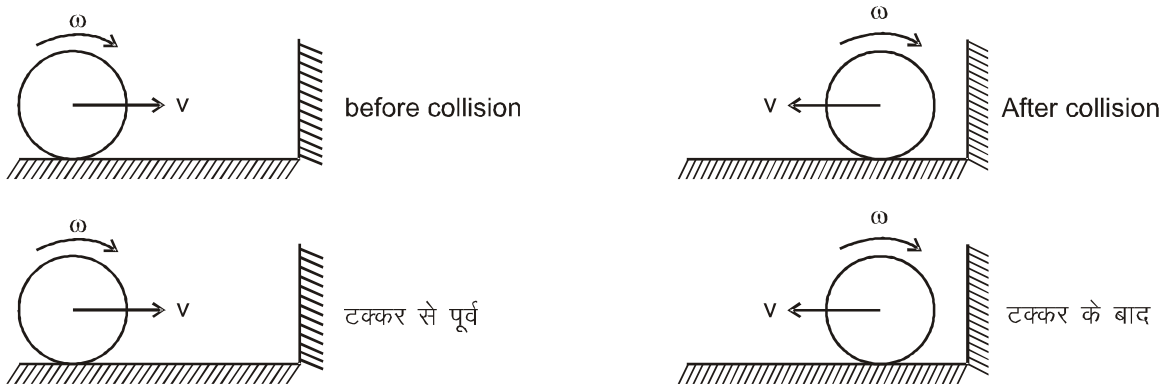 ω ω
v before collision v After collision
ω ω
v टक्कर से पूर्व v टक्कर के बाद